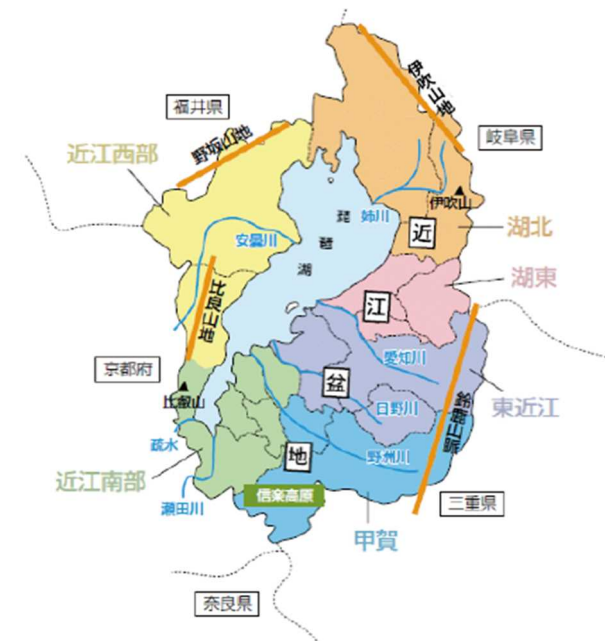 伊吹山地
福井県
野坂山地
岐阜県
近江西部
伊吹山
姉川
琵琶湖
安曇川
近江盆地
湖北
湖東
比良山地
愛知川
京都府
比叡山
日野川
東近江
鈴鹿山脈
疏水
野洲川
近江南部
信楽高原
瀬田川
三重県
甲賀
奈良県